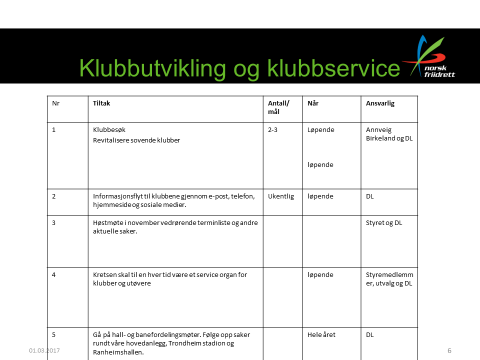 Klubbutvikling og klubbservice
norsk
friidrett
Nr Tiltak Antall/ Når Ansvarlig
mål
1 Klubbesøk 2-3 Løpende Annveig
Revitalisere sovende klubber Birkeland og DL
løpende
2 Informasjonsflyt til klubbene gjennom e-post, telefon, Ukentlig løpende DL
hjemmeside og sosiale medier.
3 Høstmøte i november vedrørende terminliste og andre Styret og DL
aktuelle saker.
4 Kretsen skal til en hver tid være et service organ for løpende Styremedlemm
klubber og utøvere er, utvalg og DL
5 Gå på hall- og banefordelingsmøter. Følge opp saker Hele året DL
rundt våre hovedanlegg, Trondheim stadion og
Ranheimshallen.
01.03.2017 6